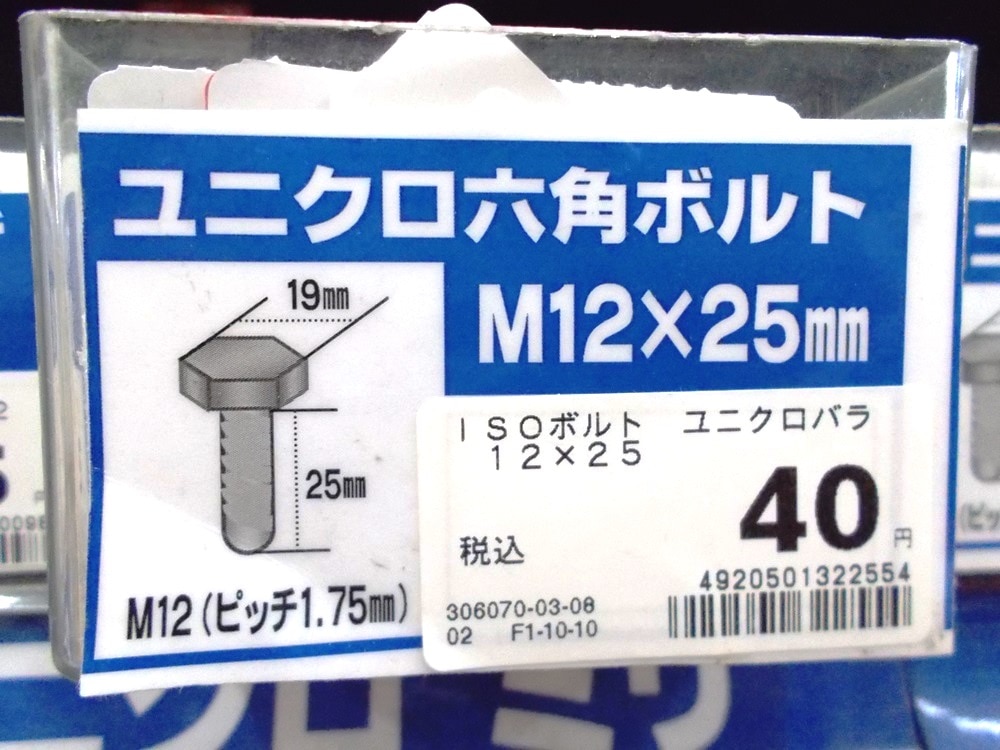 ユニクロ六角ボルト
M12×25mm
19mm
25mm
M12(ピッチ1.75mm)
ISOボルト ユニクロバラ
12×25
40円
税込
4920501322554
306070-03-08
02 F1-10-10